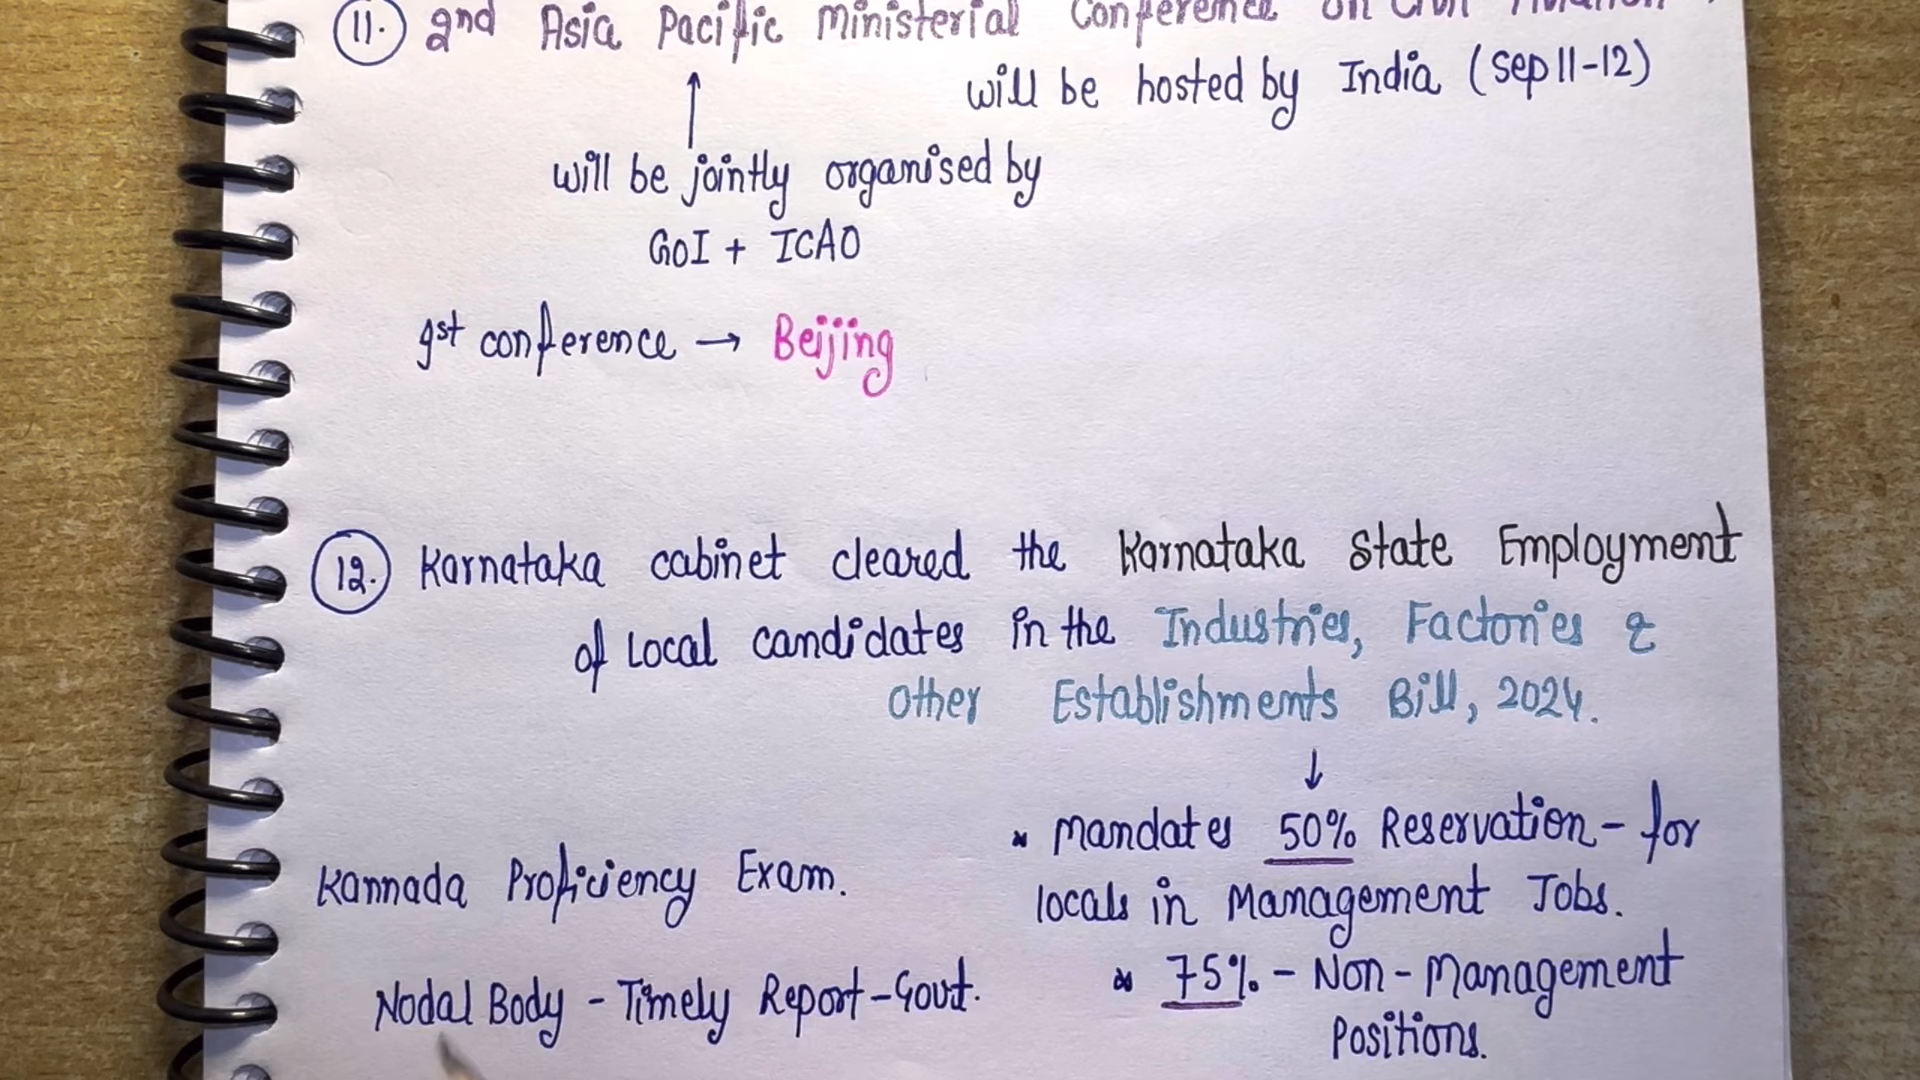 11. 2nd Asia Pacific Ministerial Conference on Civil Aviation
will be hosted by India (Sep 11-12)
will be jointly organised by
GoI + ICAO
1st conference → Beijing
12. Karnataka cabinet cleared the Karnataka State Employment
of Local candidates in the Industries, Factories &
other Establishments Bill, 2024.
↓
* Mandates 50% Reservation - for
locals in Management Jobs.
Kannada Proficiency Exam.
* 75% - Non - Management
Positions.
Nodal Body - Timely Report - Govt.